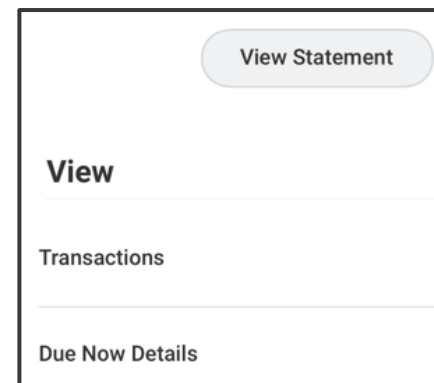 View Statement
View
Transactions
Due Now Details